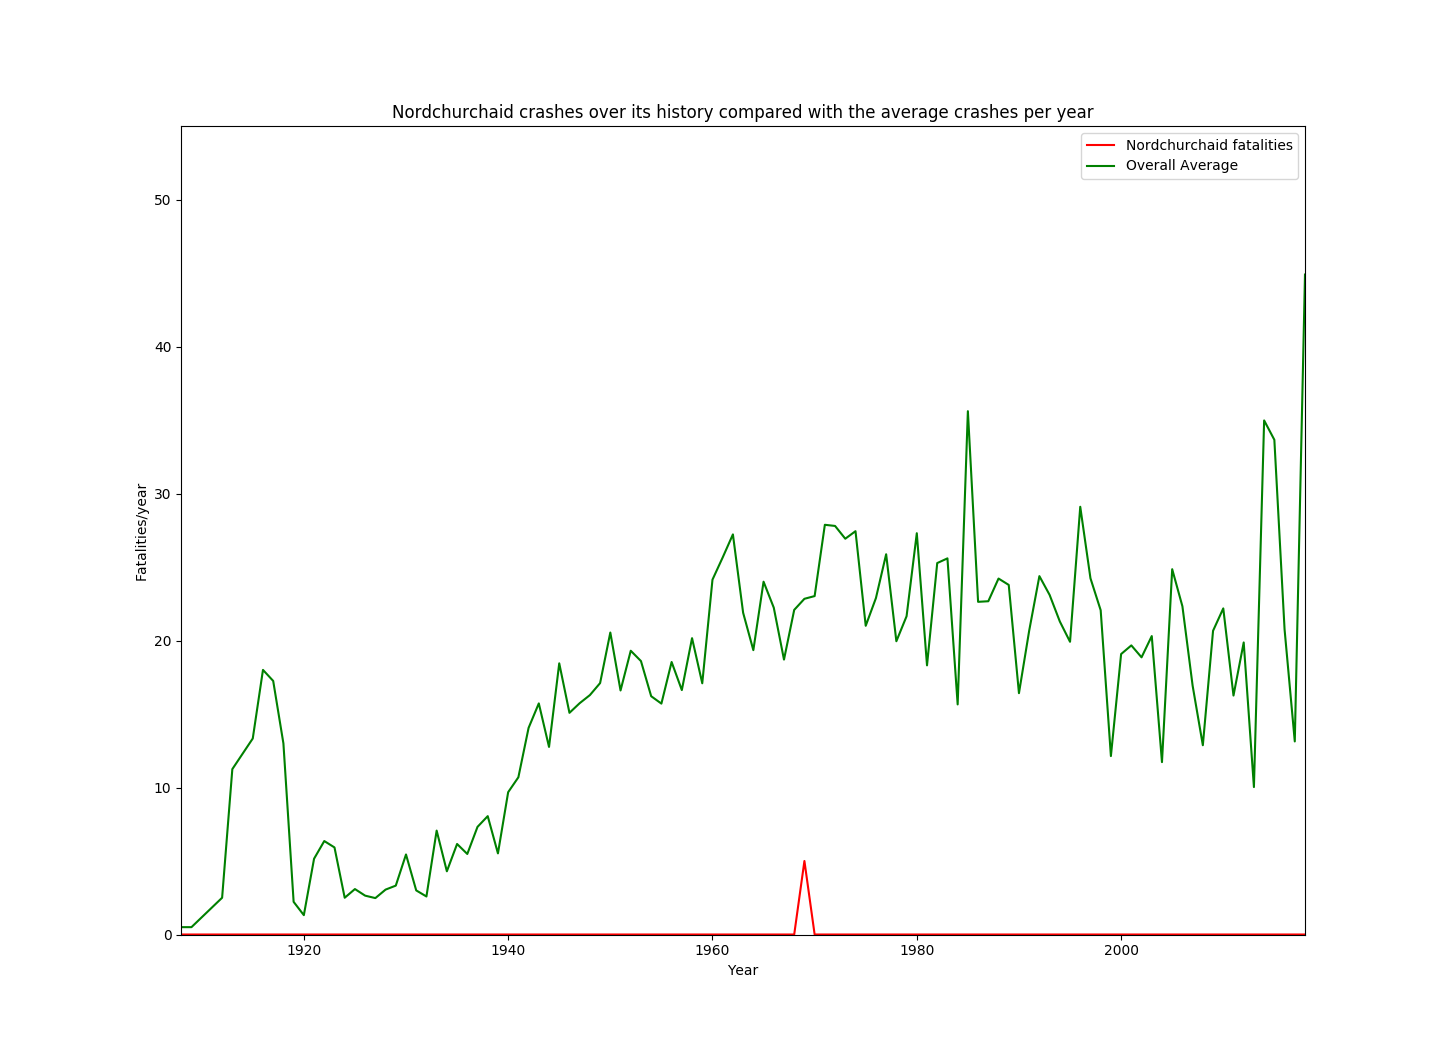 Nordchurchaid crashes over its history compared with the average crashes per year
Nordchurchaid fatalities
Overall Average
50
40
30
20
10
0
Fatalities/year
1920 1940 1960 1980 2000
Year